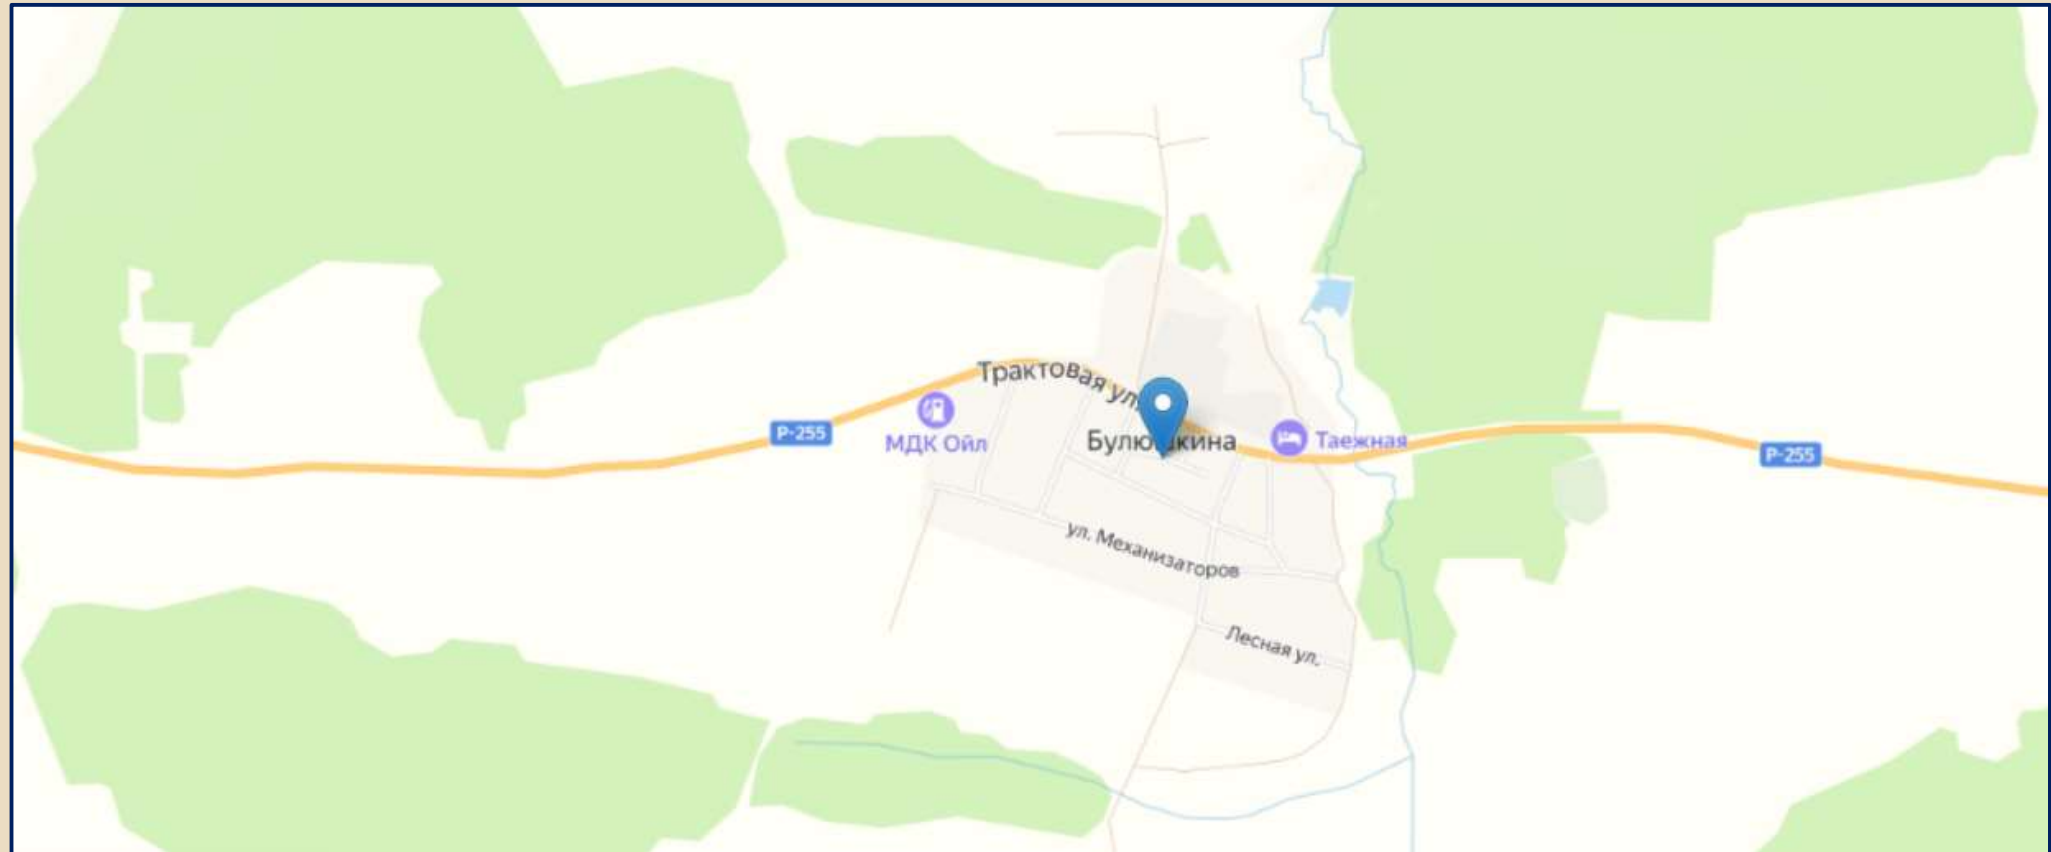 Трактовая ул.
Р-255
МДК Ойл
Таежная
Р-255
ул. Механизаторов
Лесная ул.